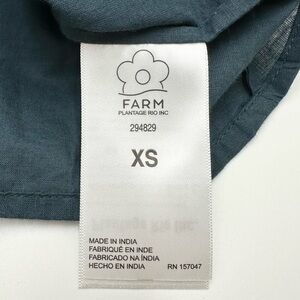 FARM
PLANTAGE RIO INC
294829
XS
MADE IN INDIA
FABRIQUÉ EN INDE
FABRICADO NA ÍNDIA
HECHO EN INDIA RN 157047